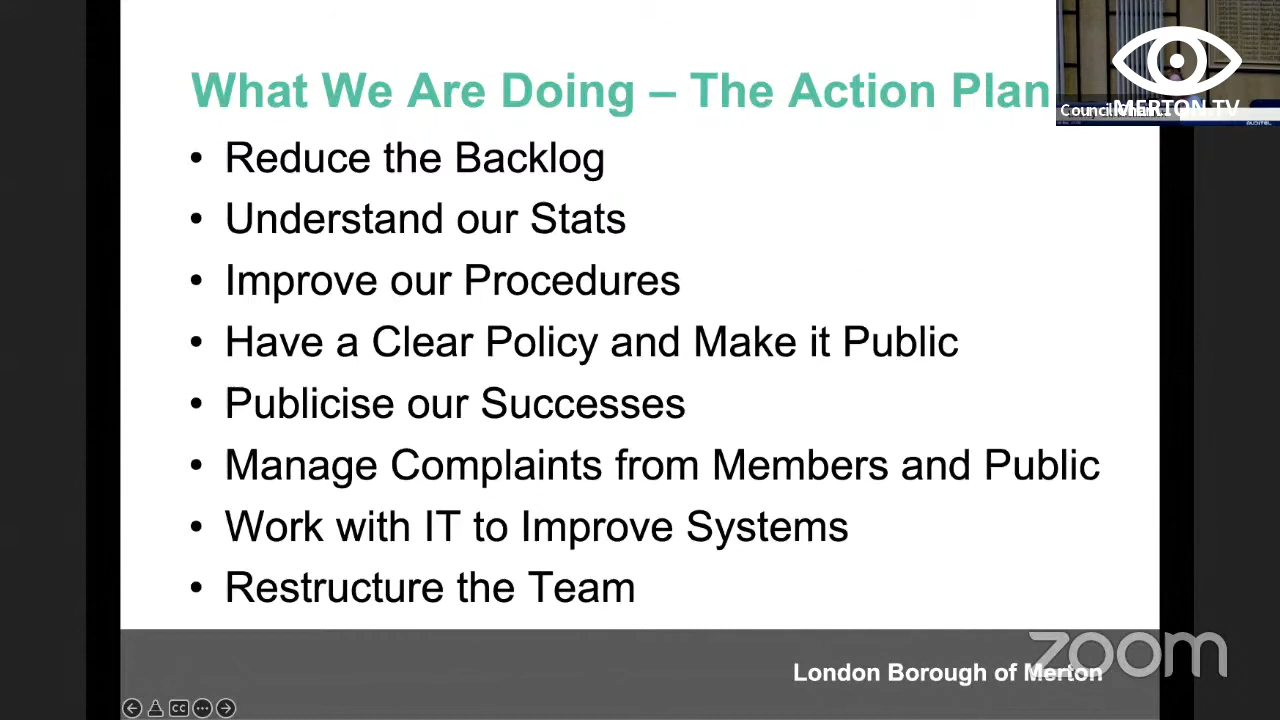 What We Are Doing – The Action Plan
MERTON.TV
• Reduce the Backlog
• Understand our Stats
• Improve our Procedures
• Have a Clear Policy and Make it Public
• Publicise our Successes
• Manage Complaints from Members and Public
• Work with IT to Improve Systems
• Restructure the Team
London Borough of Merton
zoom
CC